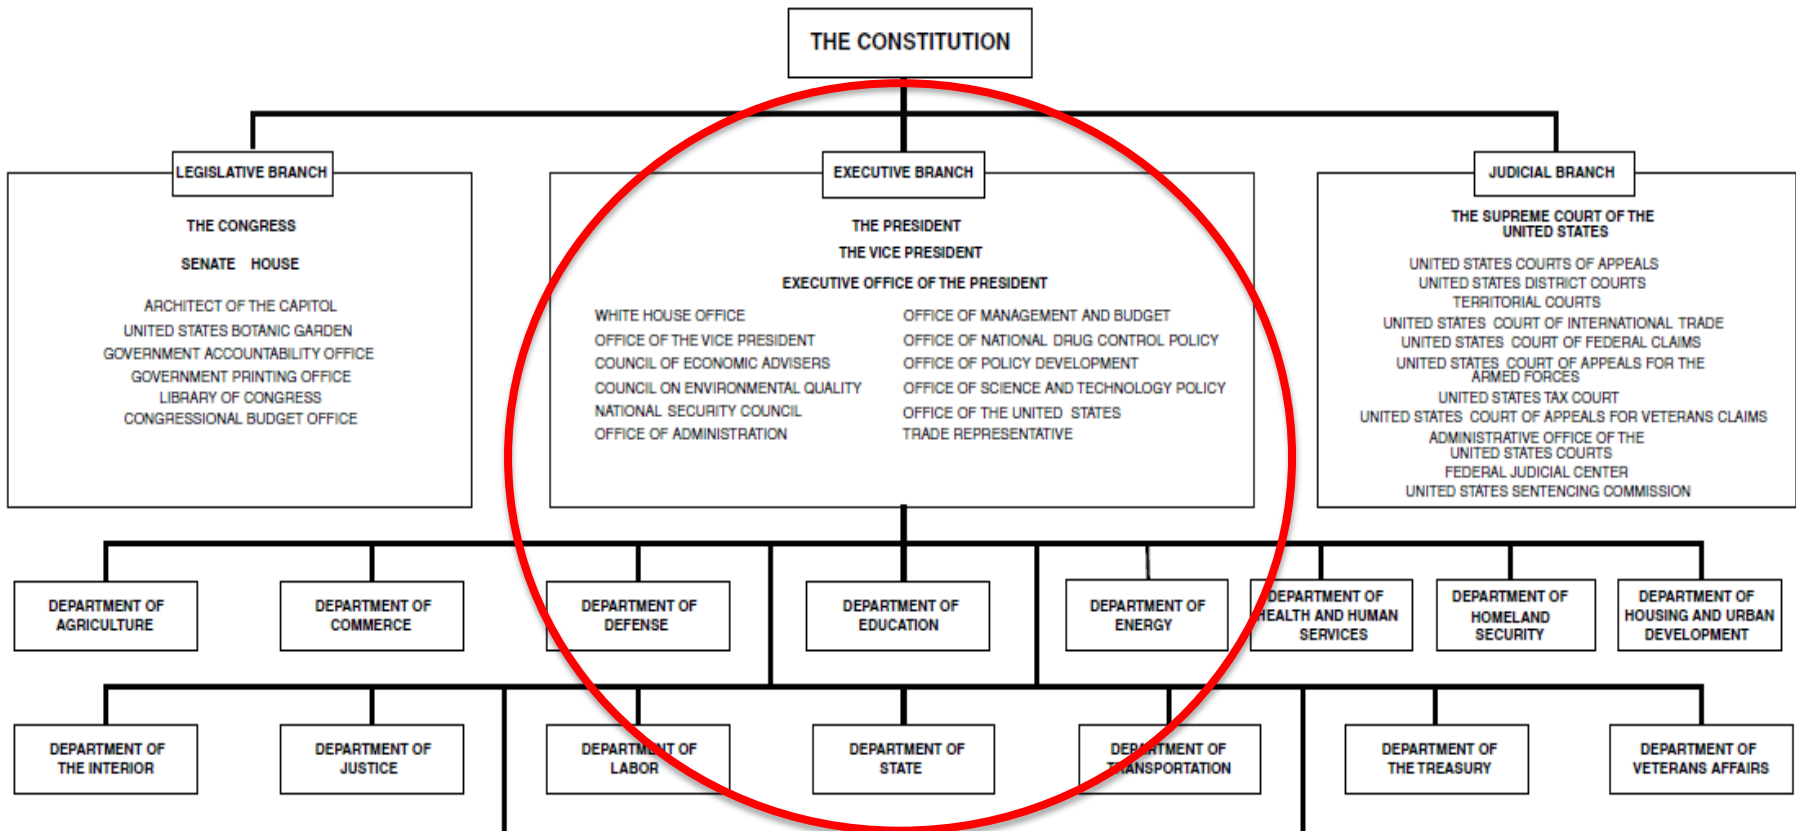 THE CONSTITUTION
LEGISLATIVE BRANCH
THE CONGRESS
SENATE HOUSE
ARCHITECT OF THE CAPITOL
UNITED STATES BOTANIC GARDEN
GOVERNMENT ACCOUNTABILITY OFFICE
GOVERNMENT PRINTING OFFICE
LIBRARY OF CONGRESS
CONGRESSIONAL BUDGET OFFICE
EXECUTIVE BRANCH
THE PRESIDENT
THE VICE PRESIDENT
EXECUTIVE OFFICE OF THE PRESIDENT
WHITE HOUSE OFFICE
OFFICE OF THE VICE PRESIDENT
COUNCIL OF ECONOMIC ADVISERS
COUNCIL ON ENVIRONMENTAL QUALITY
NATIONAL SECURITY COUNCIL
OFFICE OF ADMINISTRATION
OFFICE OF MANAGEMENT AND BUDGET
OFFICE OF NATIONAL DRUG CONTROL POLICY
OFFICE OF POLICY DEVELOPMENT
OFFICE OF SCIENCE AND TECHNOLOGY POLICY
OFFICE OF THE UNITED STATES
TRADE REPRESENTATIVE
JUDICIAL BRANCH
THE SUPREME COURT OF THE
UNITED STATES
UNITED STATES COURTS OF APPEALS
UNITED STATES DISTRICT COURTS
TERRITORIAL COURTS
UNITED STATES COURT OF INTERNATIONAL TRADE
UNITED STATES COURT OF FEDERAL CLAIMS
UNITED STATES COURT OF APPEALS FOR THE
ARMED FORCES
UNITED STATES TAX COURT
UNITED STATES COURT OF APPEALS FOR VETERANS CLAIMS
ADMINISTRATIVE OFFICE OF THE
UNITED STATES COURTS
FEDERAL JUDICIAL CENTER
UNITED STATES SENTENCING COMMISSION
DEPARTMENT OF
AGRICULTURE
DEPARTMENT OF
COMMERCE
DEPARTMENT OF
DEFENSE
DEPARTMENT OF
EDUCATION
DEPARTMENT OF
ENERGY
DEPARTMENT OF
HEALTH AND HUMAN
SERVICES
DEPARTMENT OF
HOMELAND
SECURITY
DEPARTMENT OF
HOUSING AND URBAN
DEVELOPMENT
DEPARTMENT OF
THE INTERIOR
DEPARTMENT OF
JUSTICE
DEPARTMENT OF
LABOR
DEPARTMENT OF
STATE
DEPARTMENT OF
TRANSPORTATION
DEPARTMENT OF
THE TREASURY
DEPARTMENT OF
VETERANS AFFAIRS